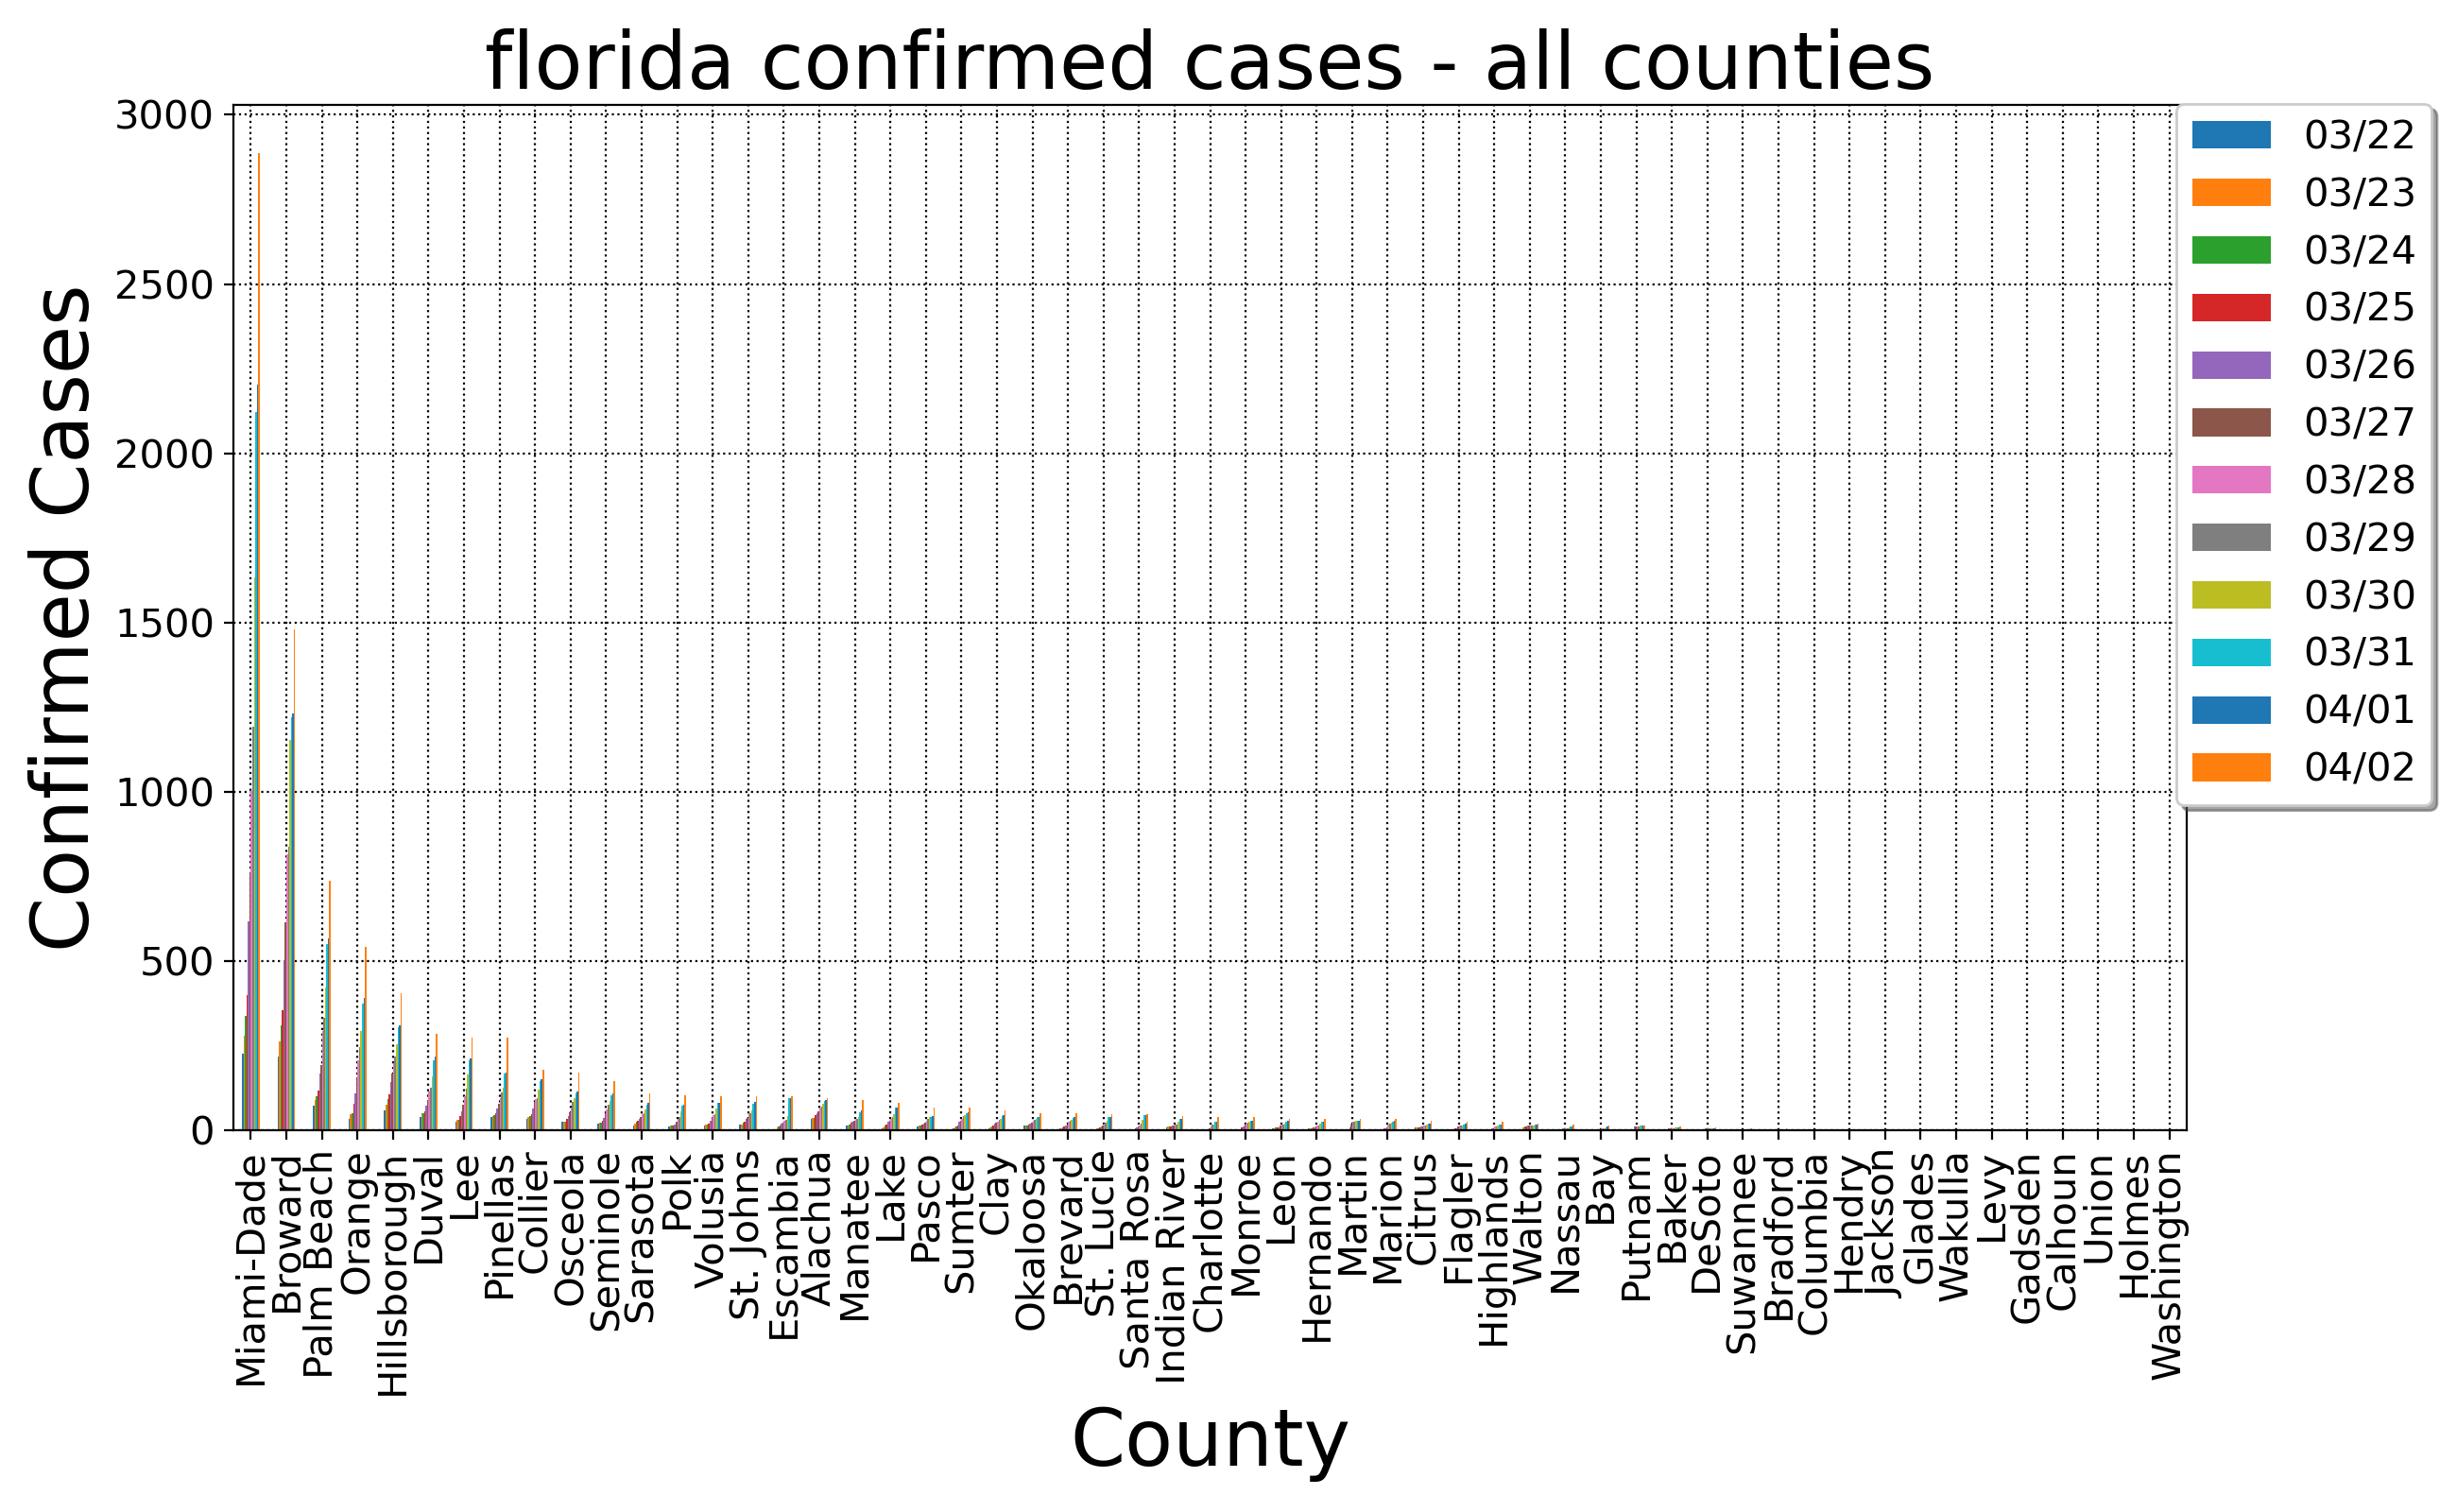 florida confirmed cases - all counties
Confirmed Cases
3000
2500
2000
1500
1000
500
0
03/22
03/23
03/24
03/25
03/26
03/27
03/28
03/29
03/30
03/31
04/01
04/02
Miami-Dade
Broward
Palm Beach
Orange
Hillsborough
Duval
Lee
Pinellas
Collier
Osceola
Seminole
Sarasota
Polk
Volusia
St. Johns
Escambia
Alachua
Manatee
Lake
Pasco
Sumter
Clay
Okaloosa
Brevard
St. Lucie
Santa Rosa
Indian River
Charlotte
Monroe
Leon
Hernando
Martin
Marion
Citrus
Flagler
Highlands
Walton
Nassau
Bay
Putnam
Baker
DeSoto
Suwannee
Bradford
Columbia
Hendry
Jackson
Glades
Wakulla
Levy
Gadsden
Calhoun
Union
Holmes
Washington
County